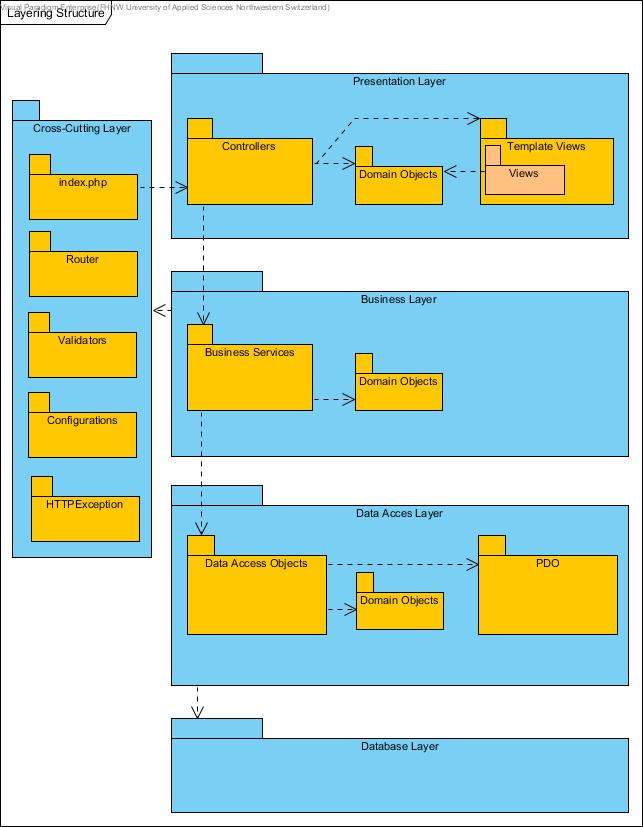 Visual Paradigm Enterprise(FHNW University of Applied Sciences Northwestern Switzerland)
Layering Structure
Presentation Layer
Cross-Cutting Layer
Controllers
Template Views
Domain Objects
Views
index.php
Router
Business Layer
Validators
Business Services
Domain Objects
Configurations
HTTPException
Data Acces Layer
Data Access Objects
PDO
Domain Objects
Database Layer